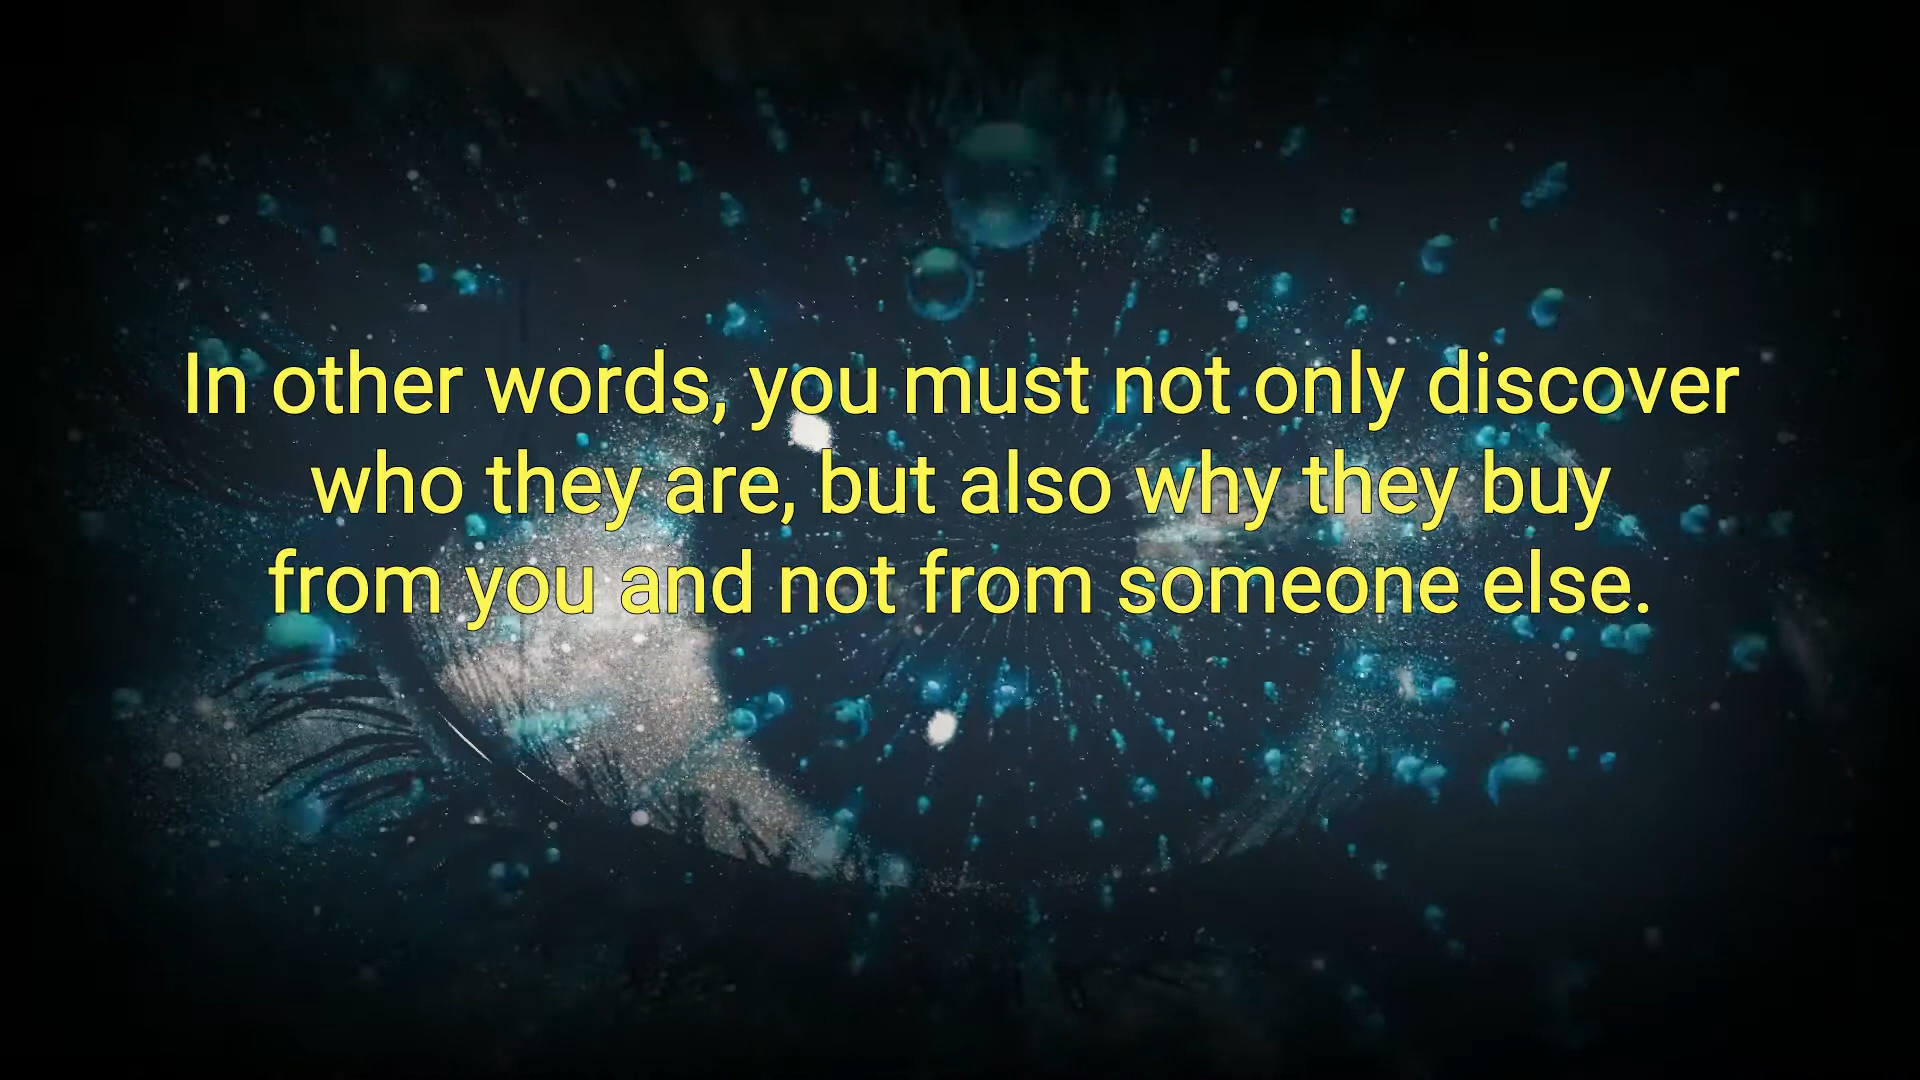 In other words, you must not only discover
who they are, but also why they buy
from you and not from someone else.